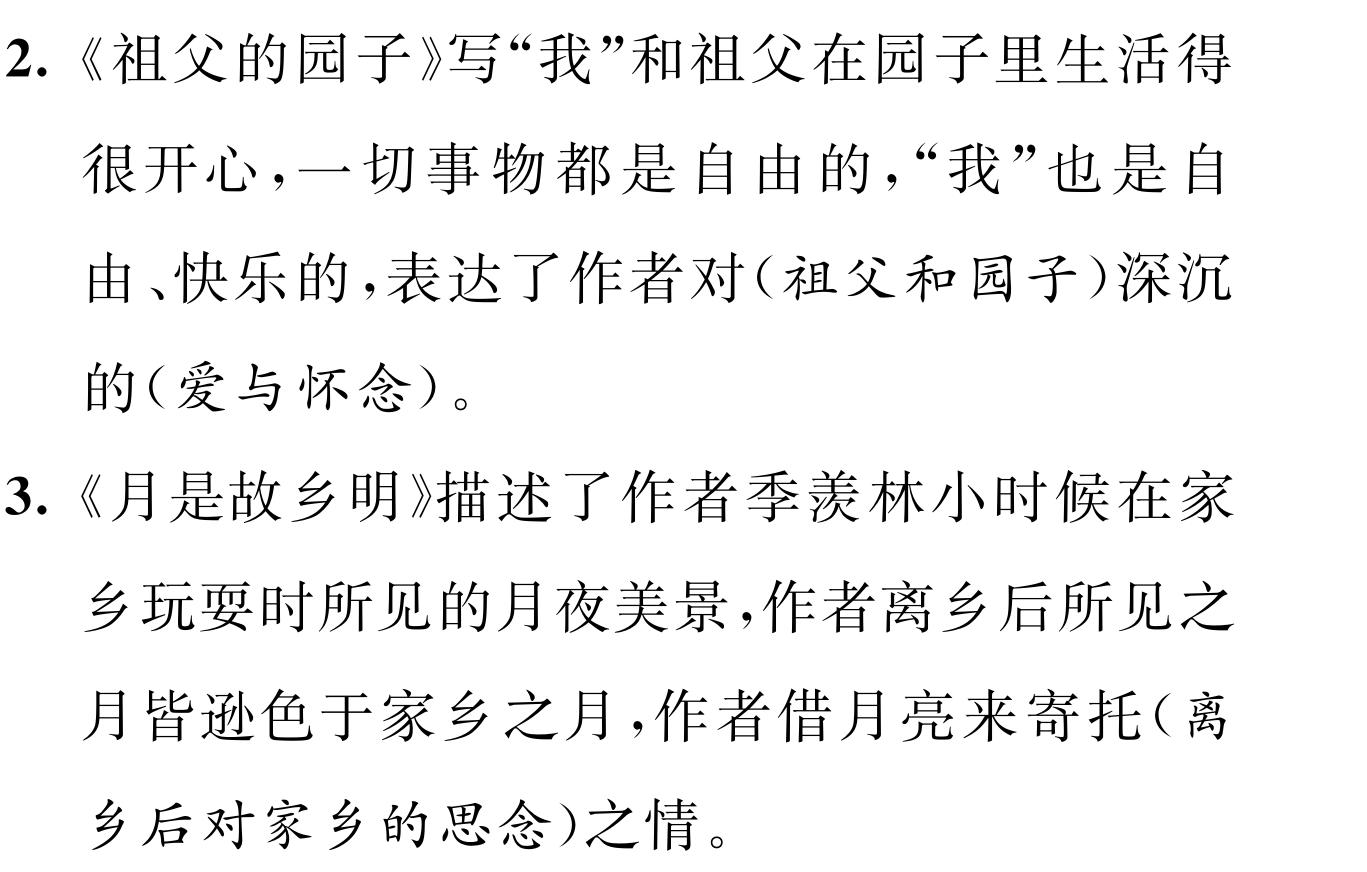 2.《祖父的园子》写“我”和祖父在园子里生活得
很开心，一切事物都是自由的，“我”也是自
由、快乐的，表达了作者对（祖父和园子）深沉
的（爱与怀念）。
3.《月是故乡明》描述了作者季羡林小时候在家
乡玩耍时所见的月夜美景，作者离乡后所见之
月皆逊色于家乡之月，作者借月亮来寄托（离
乡后对家乡的思念）之情。